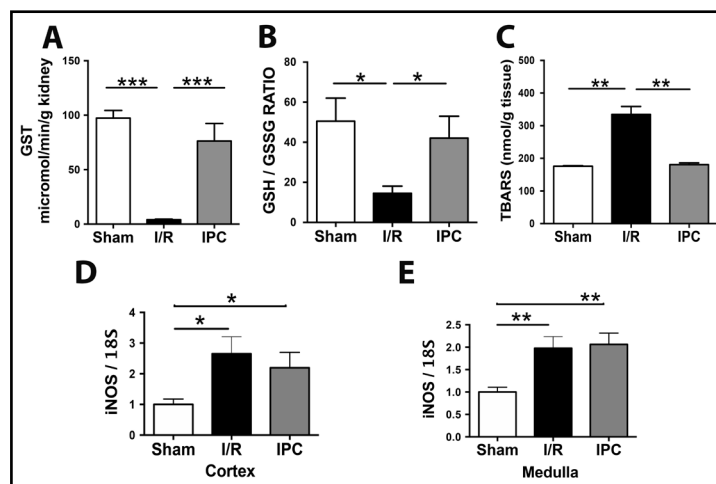 A
GST
micromol/min/g kidney
150
100
50
0
*** ***
Sham I/R IPC
B
GSH / GSSG RATIO
80
60
40
20
0
* *
Sham I/R IPC
C
TBARS (nmol/g tissue)
500
400
300
200
100
0
** **
Sham I/R IPC
D
iNOS / 18S
4
3
2
1
0
*
*
Sham I/R IPC
Cortex
E
iNOS / 18S
2.5
2.0
1.5
1.0
0.5
0.0
**
**
Sham I/R IPC
Medulla